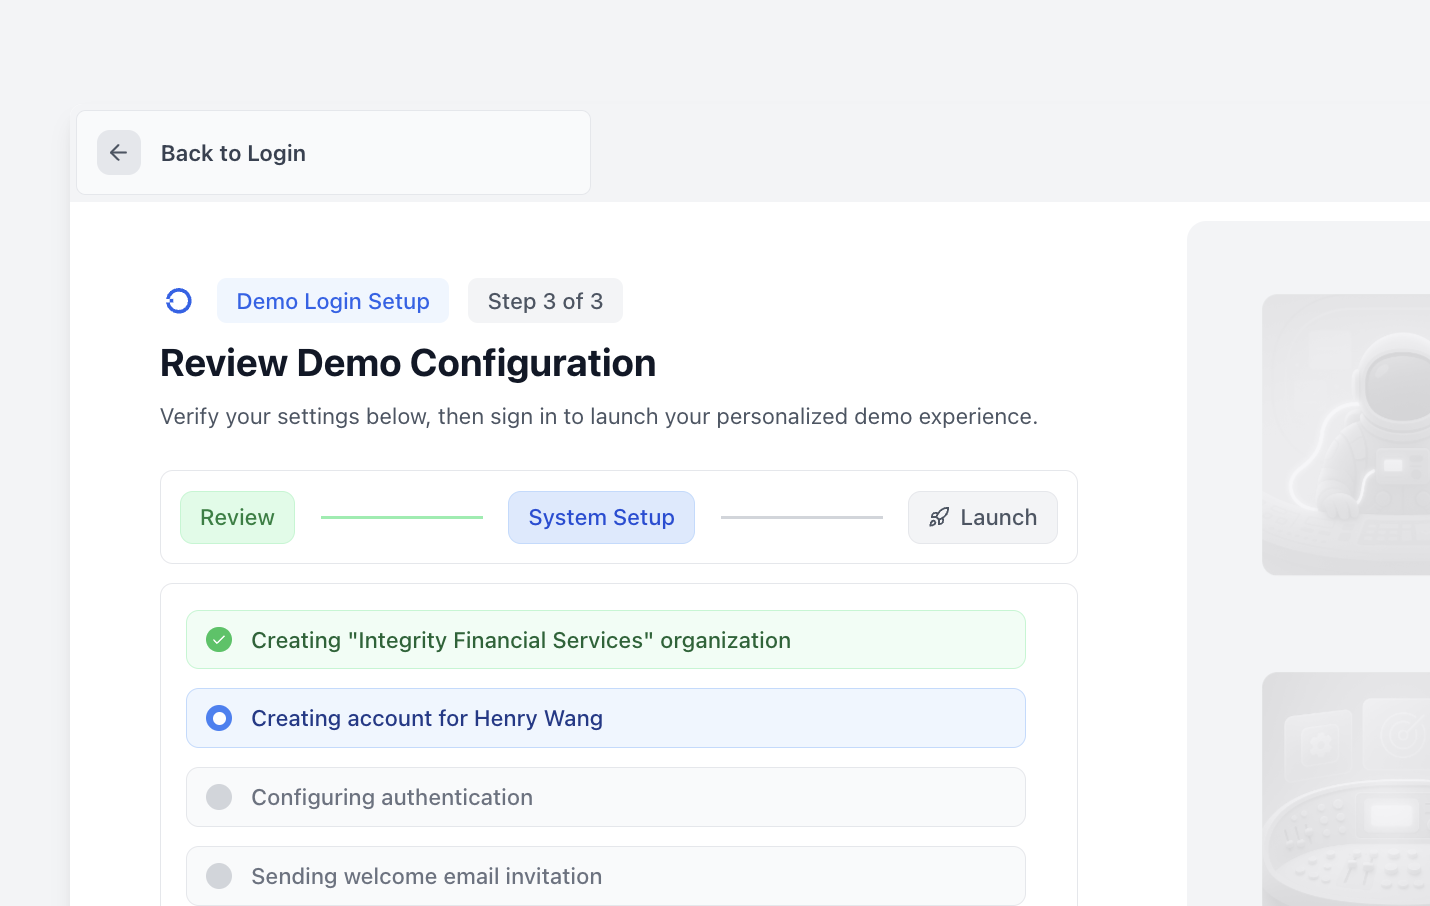 Back to Login
Demo Login Setup
Step 3 of 3
Review Demo Configuration
Verify your settings below, then sign in to launch your personalized demo experience.
Review
System Setup
Launch
Creating "Integrity Financial Services" organization
Creating account for Henry Wang
Configuring authentication
Sending welcome email invitation